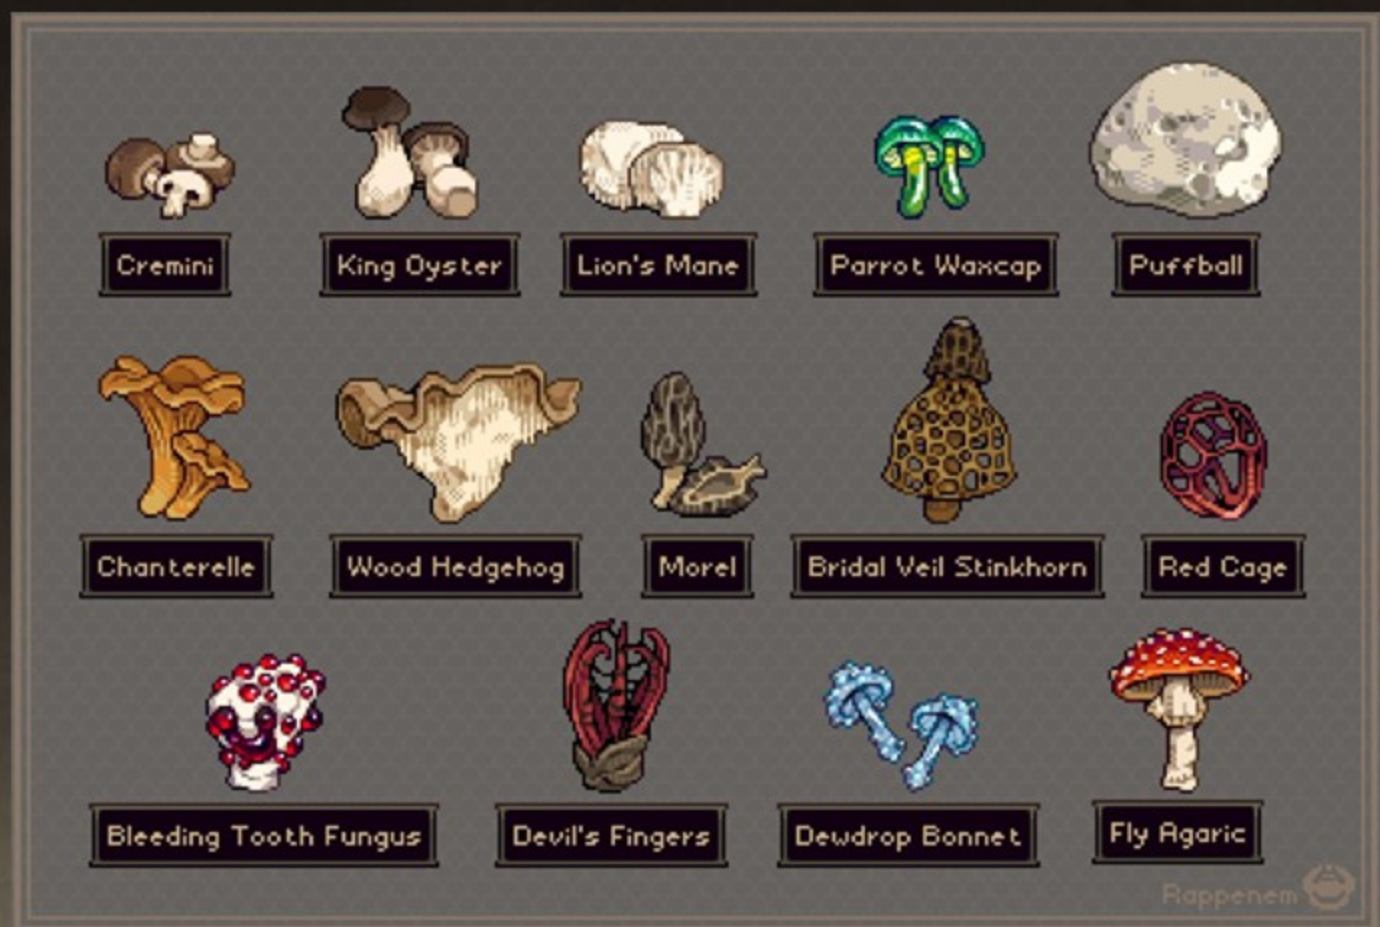 Cremini
King Oyster
Lion's Mane
Parrot Waxcap
Puffball
Chanterelle
Wood Hedgehog
Morel
Bridal Veil Stinkhorn
Red Cage
Bleeding Tooth Fungus
Devil's Fingers
Dewdrop Bonnet
Fly Agaric
Rappenem